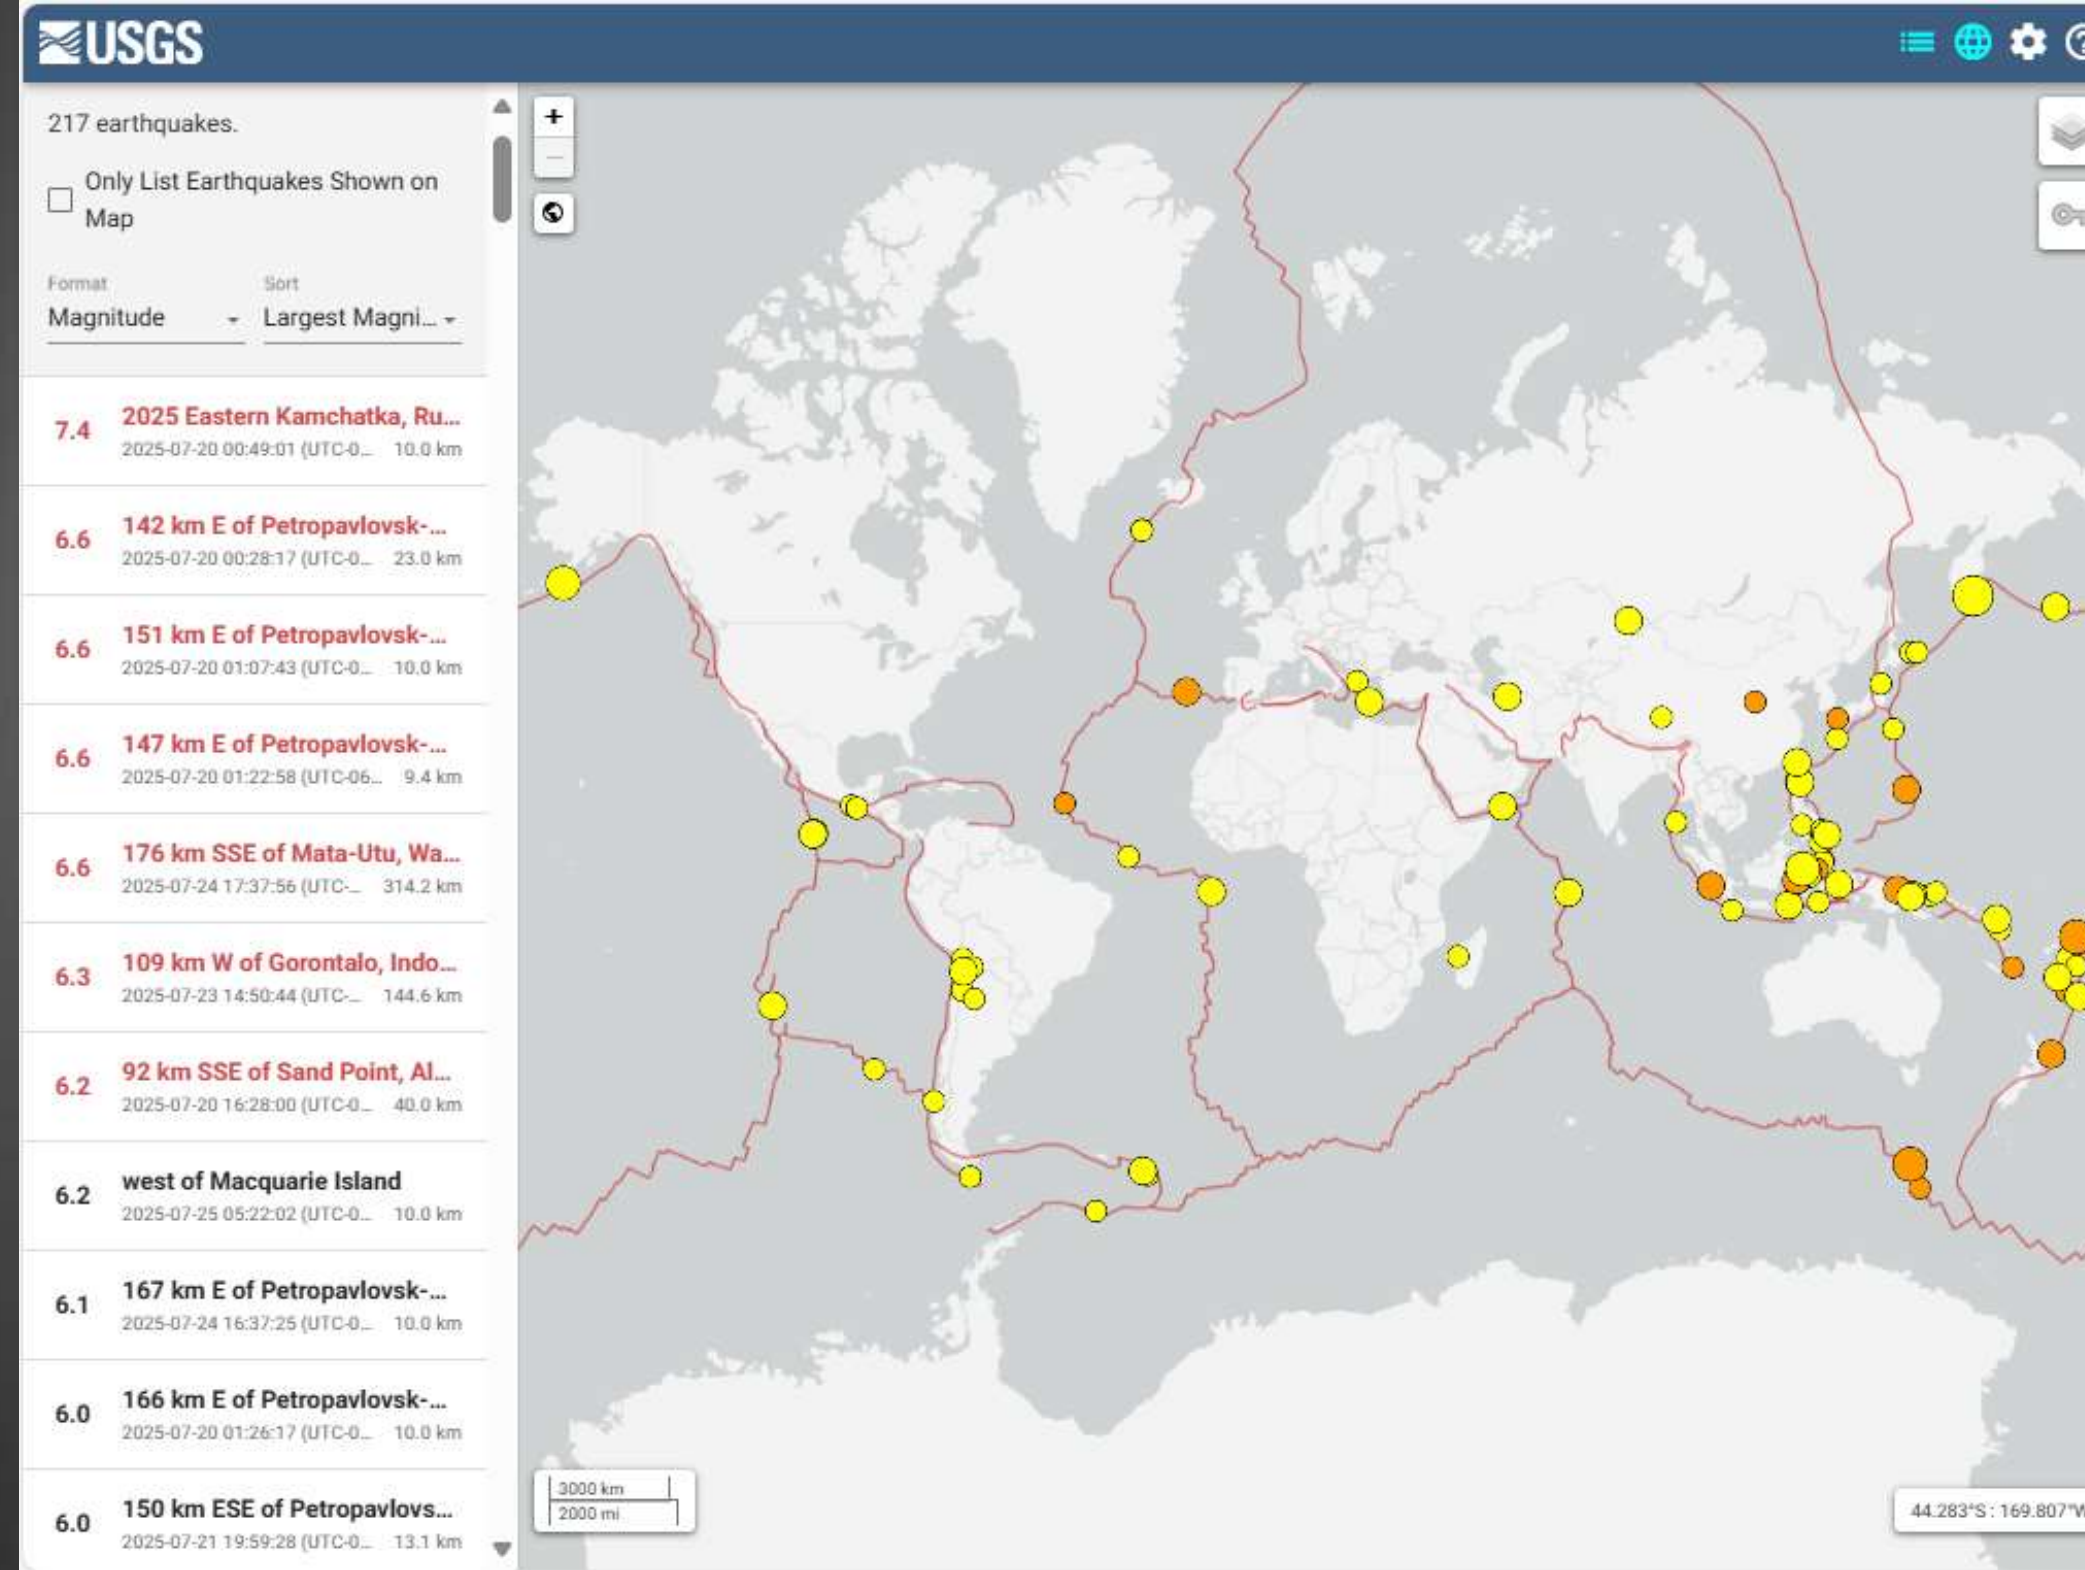 USGS
217 earthquakes.
Only List Earthquakes Shown on
Map
Format
Sort
Magnitude
Largest Magni...
7.4
2025 Eastern Kamchatka, Ru...
2025-07-20 00:49:01 (UTC-0... 10.0 km
6.6
142 km E of Petropavlovsk-...
2025-07-20 00:28:17 (UTC-0... 23.0 km
6.6
151 km E of Petropavlovsk-...
2025-07-20 01:07:43 (UTC-0... 10.0 km
6.6
147 km E of Petropavlovsk-...
2025-07-20 01:22:58 (UTC-06... 9.4 km
6.6
176 km SSE of Mata-Utu, Wa...
2025-07-24 17:37:56 (UTC-... 314.2 km
6.3
109 km W of Gorontalo, Indo...
2025-07-23 14:50:44 (UTC-... 144.6 km
6.2
92 km SSE of Sand Point, Al...
2025-07-20 16:28:00 (UTC-0... 40.0 km
6.2
west of Macquarie Island
2025-07-25 05:22:02 (UTC-0... 10.0 km
6.1
167 km E of Petropavlovsk-...
2025-07-24 16:37:25 (UTC-0... 10.0 km
6.0
166 km E of Petropavlovsk-...
2025-07-20 01:26:17 (UTC-0... 10.0 km
6.0
150 km ESE of Petropavlovs...
2025-07-21 19:59:28 (UTC-0... 13.1 km
3000 km
2000 mi
44.283°S : 169.807°W